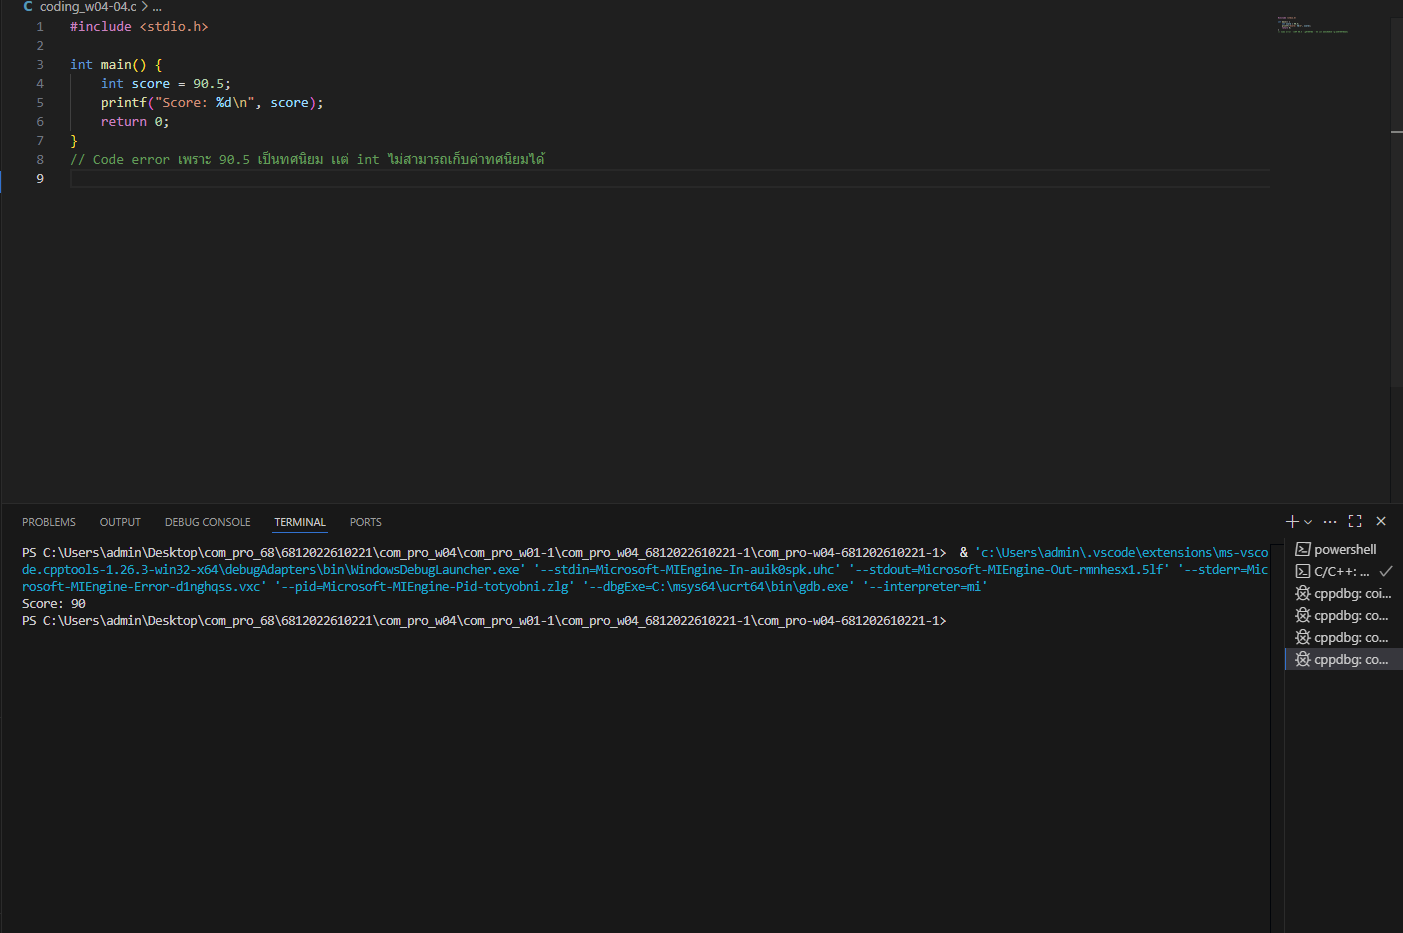 C coding_w04-04.c > ...
1 #include <stdio.h>
2
3 int main() {
4 int score = 90.5;
5 printf("Score: %d\n", score);
6 return 0;
7 }
8 // Code error เพราะ 90.5 เป็นทศนิยม แต่ int ไม่สามารถเก็บค่าทศนิยมได้
9
PROBLEMS OUTPUT DEBUG CONSOLE TERMINAL PORTS
PS C:\Users\admin\Desktop\com_pro_68\6812022610221\com_pro_w04\com_pro_w01-1\com_pro_w04_6812022610221-1\com_pro-w04-681202610221-1> & 'c:\Users\admin\.vscode\extensions\ms-vsco
de.cpptools-1.26.3-win32-x64\debugAdapters\bin\WindowsDebugLauncher.exe' '--stdin=Microsoft-MIEngine-In-auik0spk.uhc' '--stdout=Microsoft-MIEngine-Out-rmnhesx1.5lf' '--stderr=Mic
rosoft-MIEngine-Error-d1nghqss.vxc' '--pid=Microsoft-MIEngine-Pid-totyobni.zlg' '--dbgExe=C:\msys64\ucrt64\bin\gdb.exe' '--interpreter=mi'
Score: 90
PS C:\Users\admin\Desktop\com_pro_68\6812022610221\com_pro_w04\com_pro_w01-1\com_pro_w04_6812022610221-1\com_pro-w04-681202610221-1>
powershell
C/C++: ...
cppdbg: coi...
cppdbg: co...
cppdbg: co...
cppdbg: co...